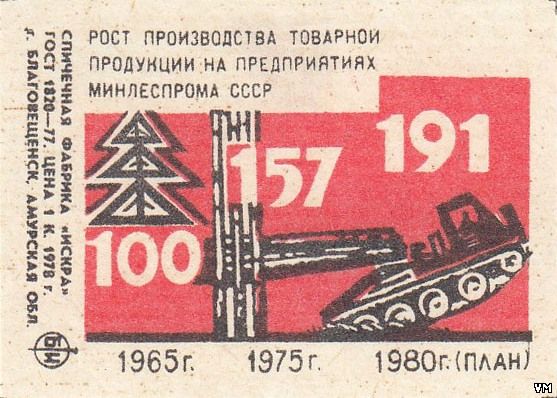 РОСТ ПРОИЗВОДСТВА ТОВАРНОЙ
ПРОДУКЦИИ НА ПРЕДПРИЯТИЯХ
МИНЛЕСПРОМА СССР
100
157
191
1965г.
1975г.
1980г.(ПЛАН)
СПИЧЕЧНАЯ ФАБРИКА «ИСКРА»
ГОСТ 1820—77. ЦЕНА 1 К. 1978 г.
г. БЛАГОВЕЩЕНСК, АМУРСКАЯ ОБЛ.
VM